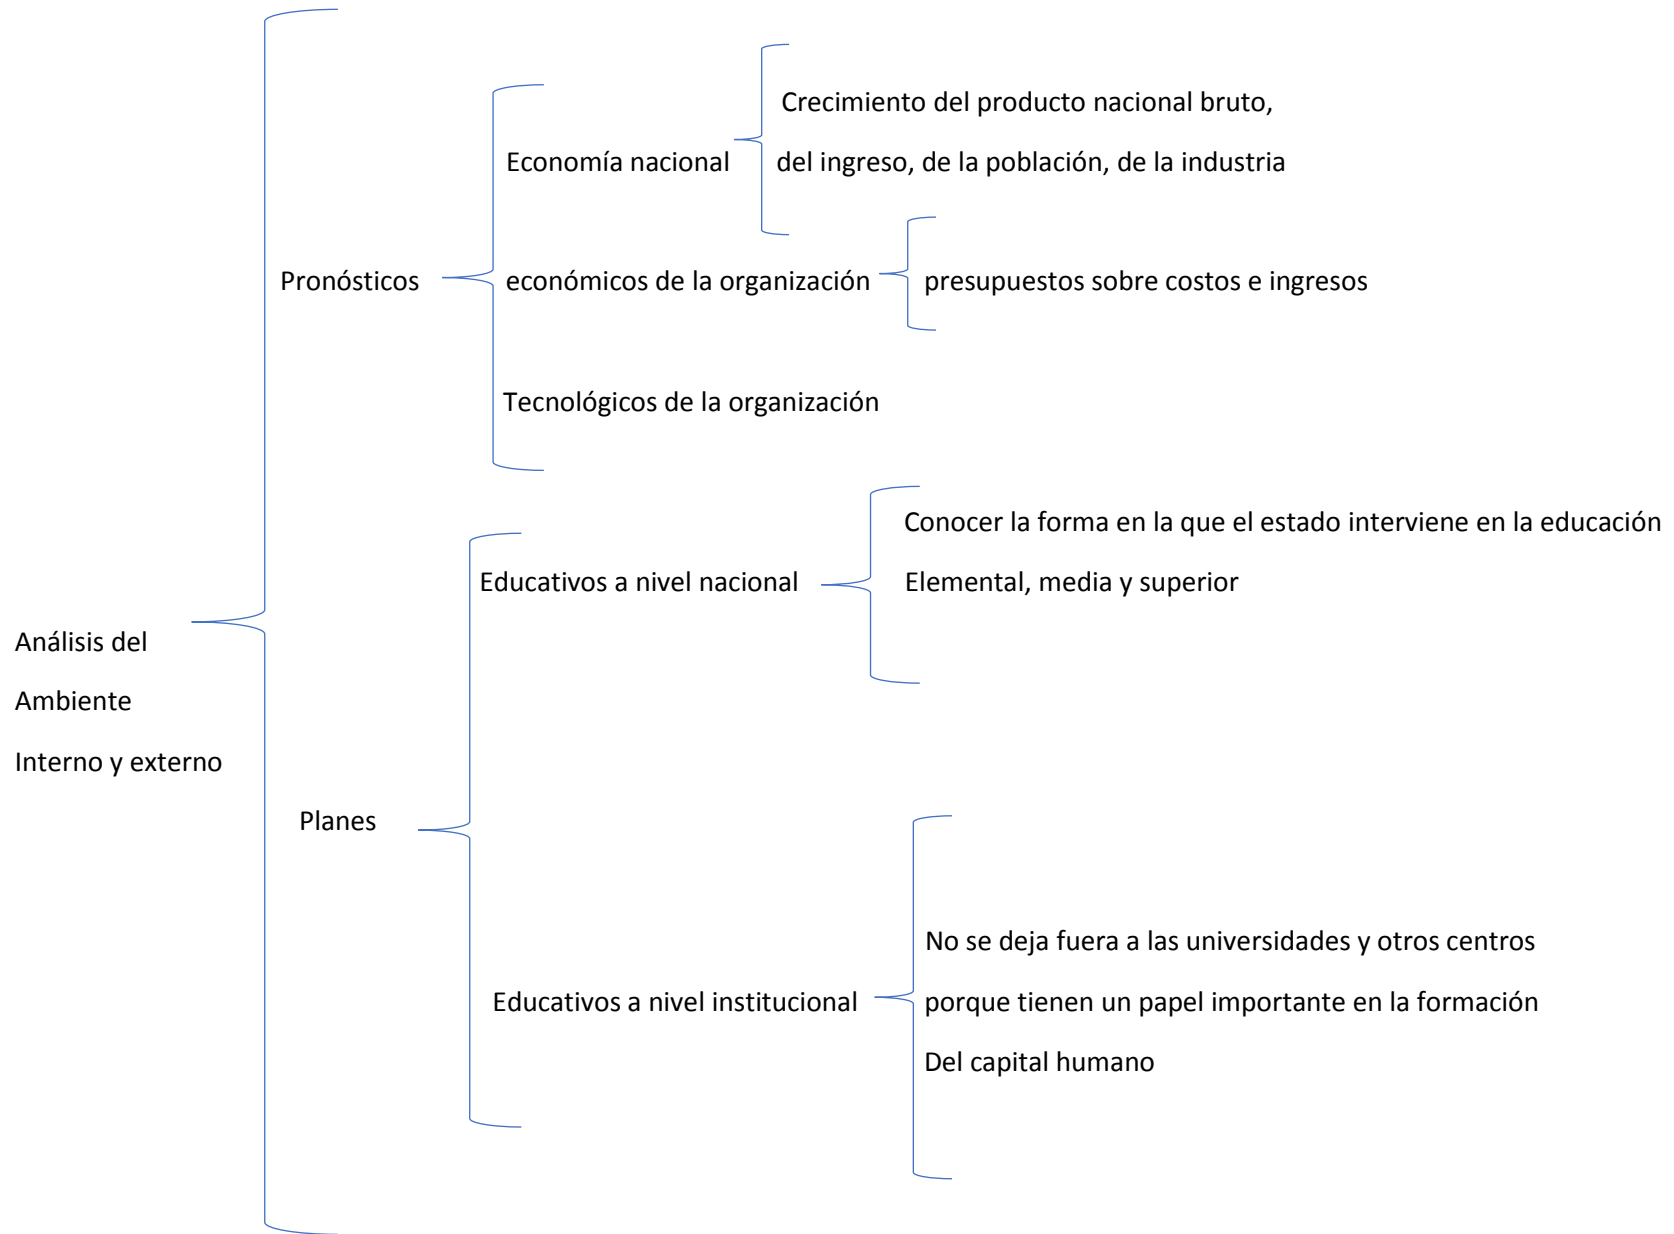 Análisis del
Ambiente
Interno y externo
Pronósticos
Economía nacional
Crecimiento del producto nacional bruto,
del ingreso, de la población, de la industria
económicos de la organización
presupuestos sobre costos e ingresos
Tecnológicos de la organización
Planes
Educativos a nivel nacional
Conocer la forma en la que el estado interviene en la educación
Elemental, media y superior
Educativos a nivel institucional
No se deja fuera a las universidades y otros centros
porque tienen un papel importante en la formación
Del capital humano